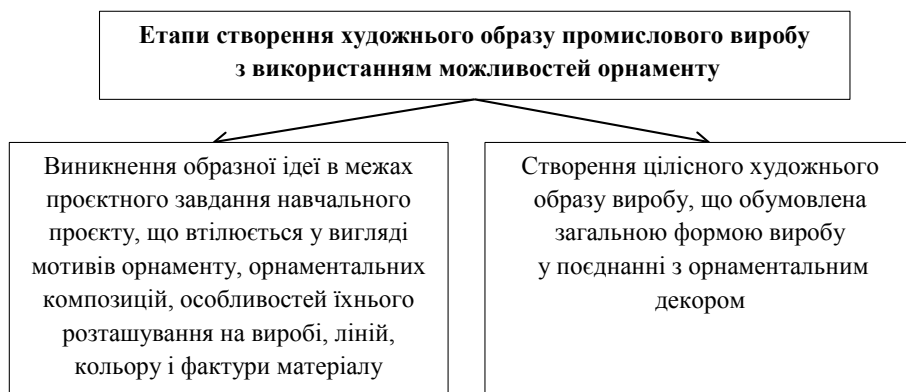 Етапи створення художнього образу промислового виробу
з використанням можливостей орнаменту
Виникнення образної ідеї в межах
проєктного завдання навчального
проєкту, що втілюється у вигляді
мотивів орнаменту, орнаментальних
композицій, особливостей їхнього
розташування на виробі, ліній,
кольору і фактури матеріалу
Створення цілісного художнього
образу виробу, що обумовлена
загальною формою виробу
у поєднанні з орнаментальним
декором